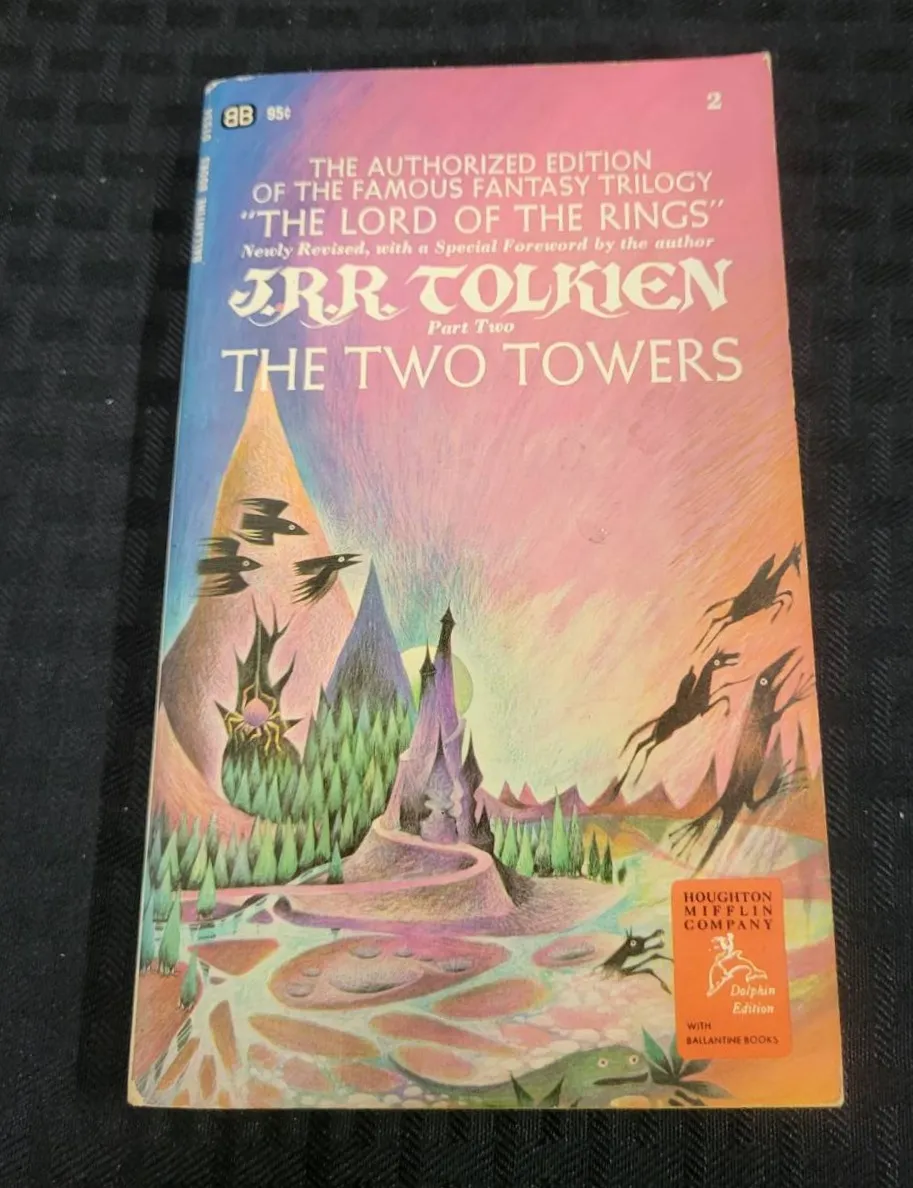 BB 95¢ 2
THE AUTHORIZED EDITION
OF THE FAMOUS FANTASY TRILOGY
"THE LORD OF THE RINGS"
Newly Revised, with a Special Foreword by the author
J.R.R. TOLKIEN
Part Two
THE TWO TOWERS
BALLANTINE BOOKS
HOUGHTON
MIFFLIN
COMPANY
Dolphin
Edition
WITH
BALLANTINE BOOKS